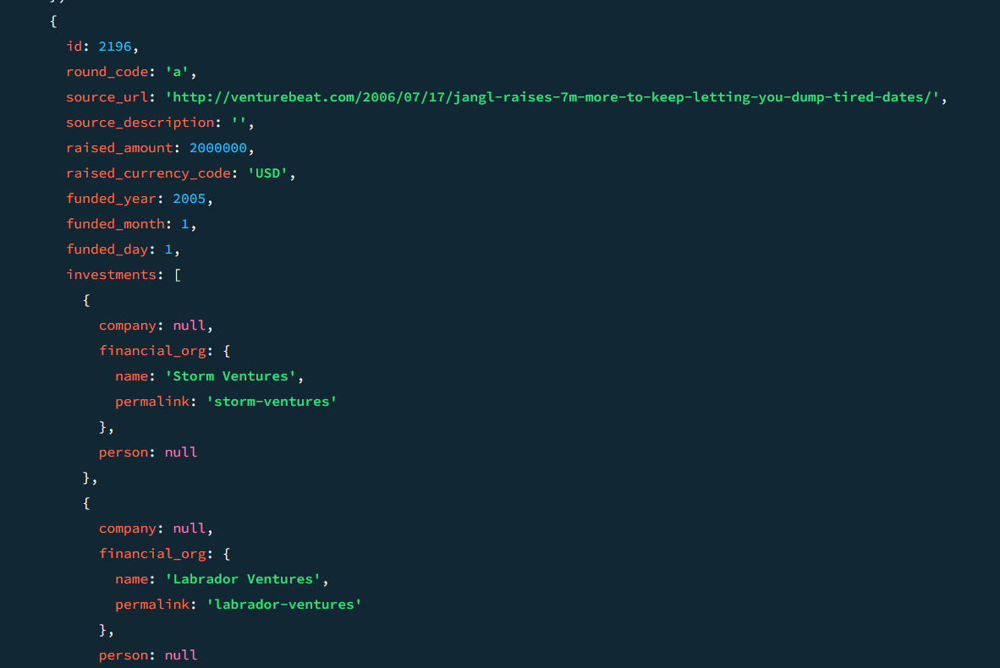 {
id: 2196,
round_code: 'a',
source_url: 'http://venturebeat.com/2006/07/17/jangl-raises-7m-more-to-keep-letting-you-dump-tired-dates/',
source_description: '',
raised_amount: 2000000,
raised_currency_code: 'USD',
funded_year: 2005,
funded_month: 1,
funded_day: 1,
investments: [
{
company: null,
financial_org: {
name: 'Storm Ventures',
permalink: 'storm-ventures'
},
person: null
},
{
company: null,
financial_org: {
name: 'Labrador Ventures',
permalink: 'labrador-ventures'
},
person: null